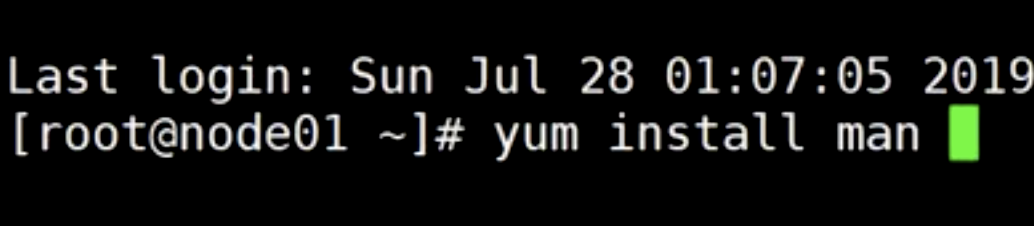 Last login: Sun Jul 28 01:07:05 2019
[root@node01 ~]# yum install man